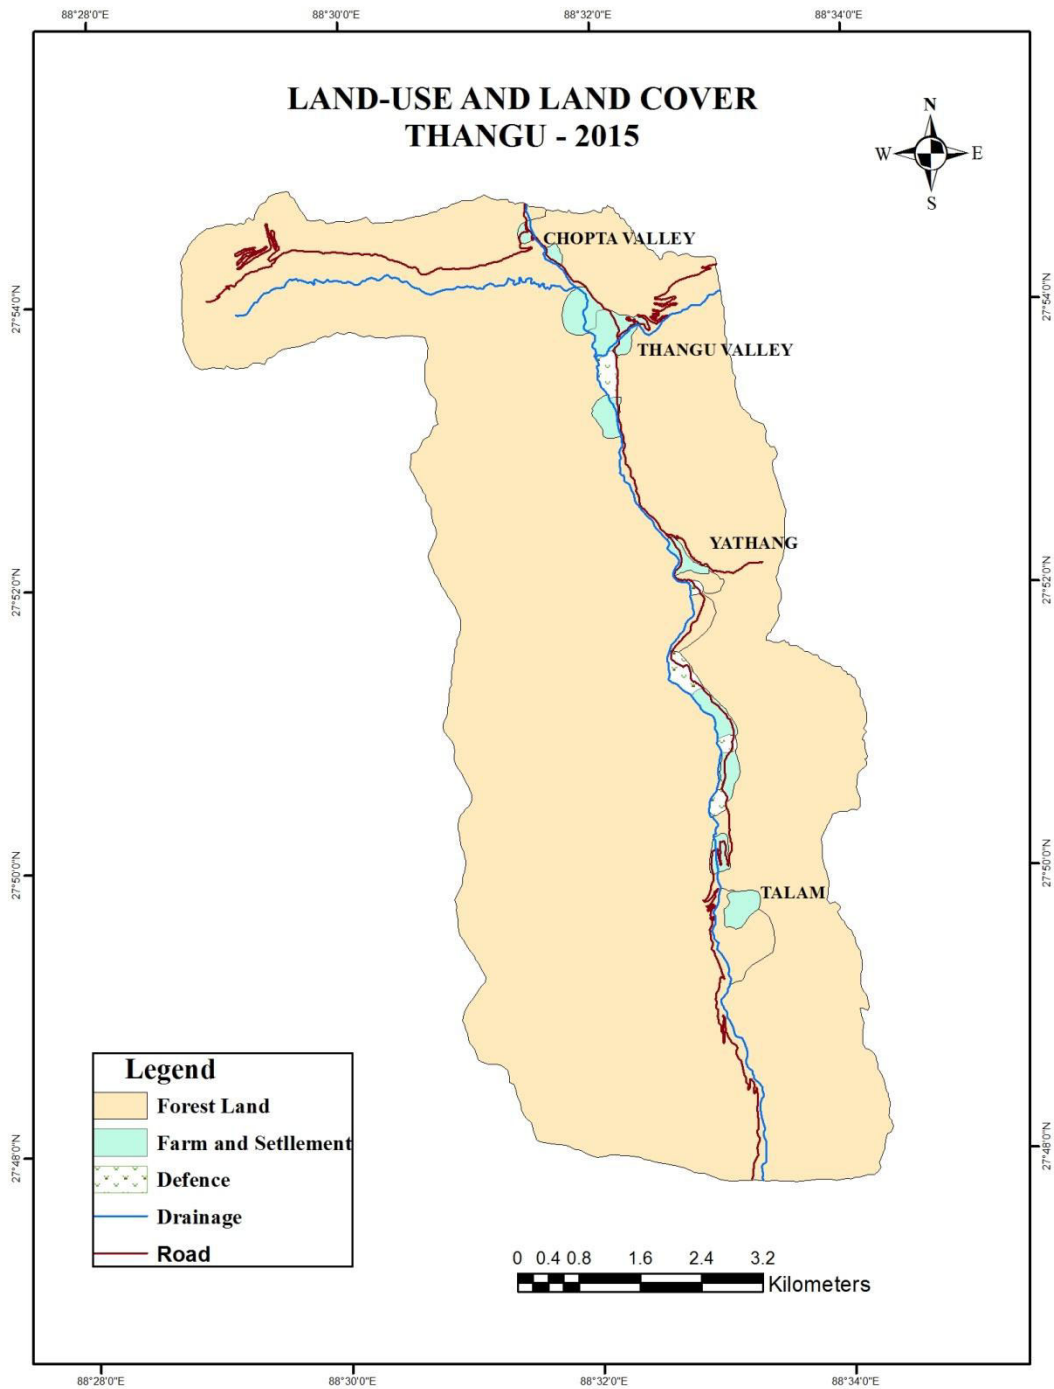 88°28'0"E 88°30'0"E 88°32'0"E 88°34'0"E
LAND-USE AND LAND COVER
THANGU - 2015
N
W E
S
CHOPTA VALLEY
27°54'0"N 27°54'0"N
THANGU VALLEY
YATHANG
27°52'0"N 27°52'0"N
27°50'0"N 27°50'0"N
TALAM
Legend
Forest Land
Farm and Setllement
27°48'0"N 27°48'0"N
Defence
Drainage
Road
0 0.4 0.8 1.6 2.4 3.2
Kilometers
88°28'0"E 88°30'0"E 88°32'0"E 88°34'0"E